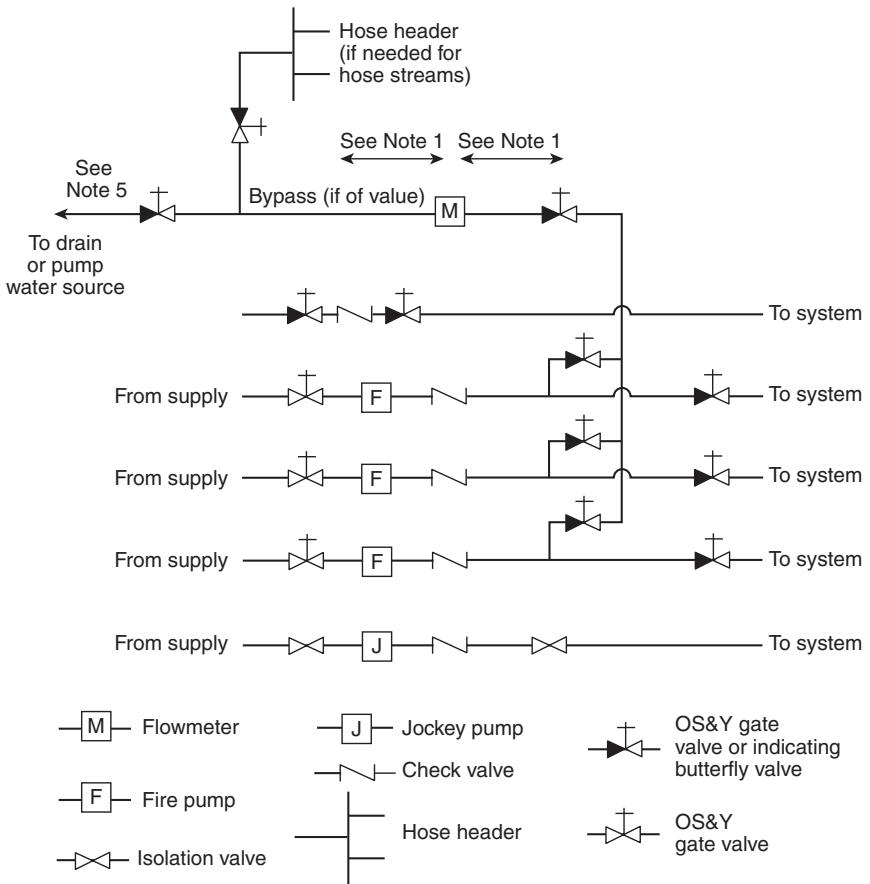 Hose header
(if needed for
hose streams)
See Note 1
See Note 1
See
Note 5
Bypass (if of value)
M
To drain
or pump
water source
To system
From supply
F
To system
From supply
F
To system
From supply
F
To system
From supply
J
To system
M
Flowmeter
J
Jockey pump
OS&Y gate
valve or indicating
butterfly valve
Check valve
F
Fire pump
Hose header
OS&Y
gate valve
Isolation valve